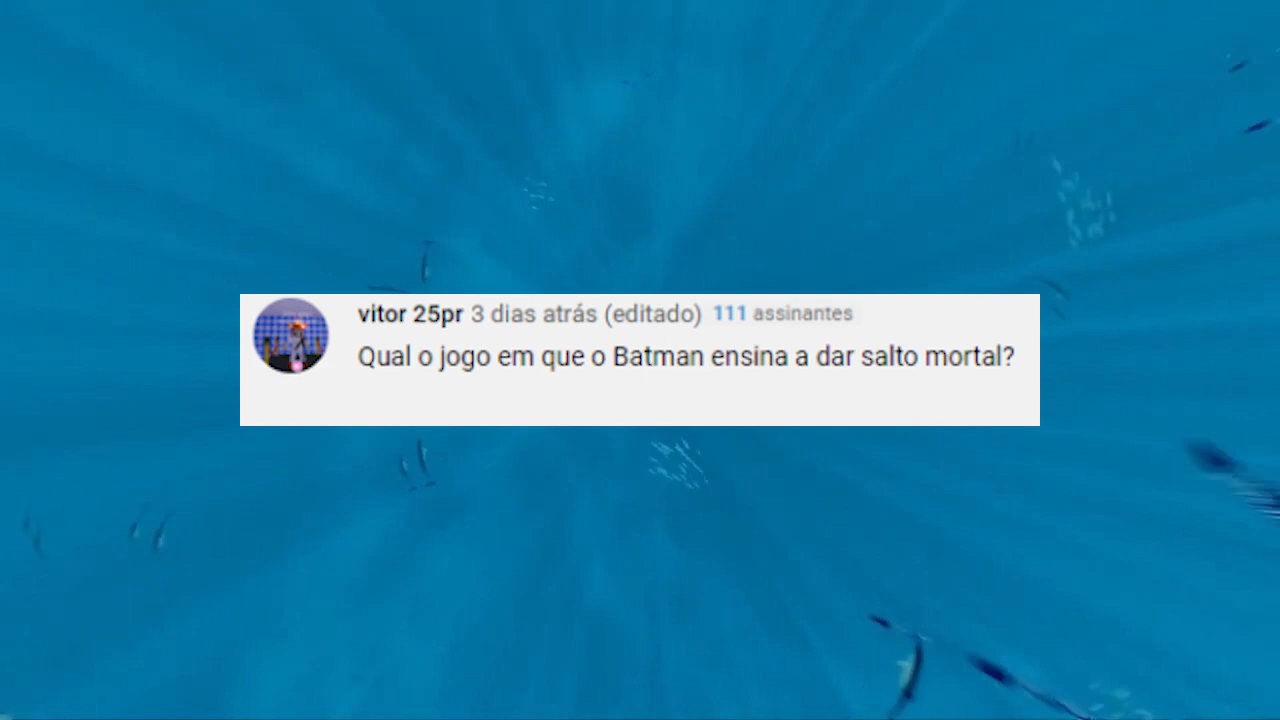 vitor 25pr 3 dias atrás (editado) 111 assinantes
Qual o jogo em que o Batman ensina a dar salto mortal?